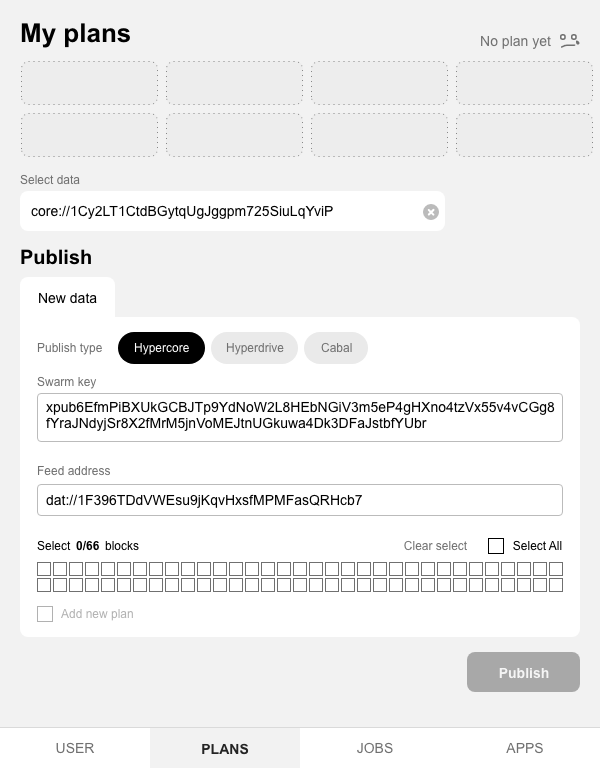 My plans
No plan yet
Select data
core://1Cy2LT1CtdBGytqUgJggpm725SiuLqYviP
Publish
New data
Publish type Hypercore Hyperdrive Cabal
Swarm key
xpub6EfmPiBXUkGCBJTp9YdNoW2L8HEbNGiV3m5eP4gHXno4tzVx55v4vCGg8
fYraJNdyjSr8X2fMrM5jnVoMEJtnUGkuwa4Dk3DFaJstbfYUbr
Feed address
dat://1F396TDdVWEsu9jKqvHxsfMPMFasQRHcb7
Select 0/66 blocks Clear select Select All
Add new plan
Publish
USER PLANS JOBS APPS